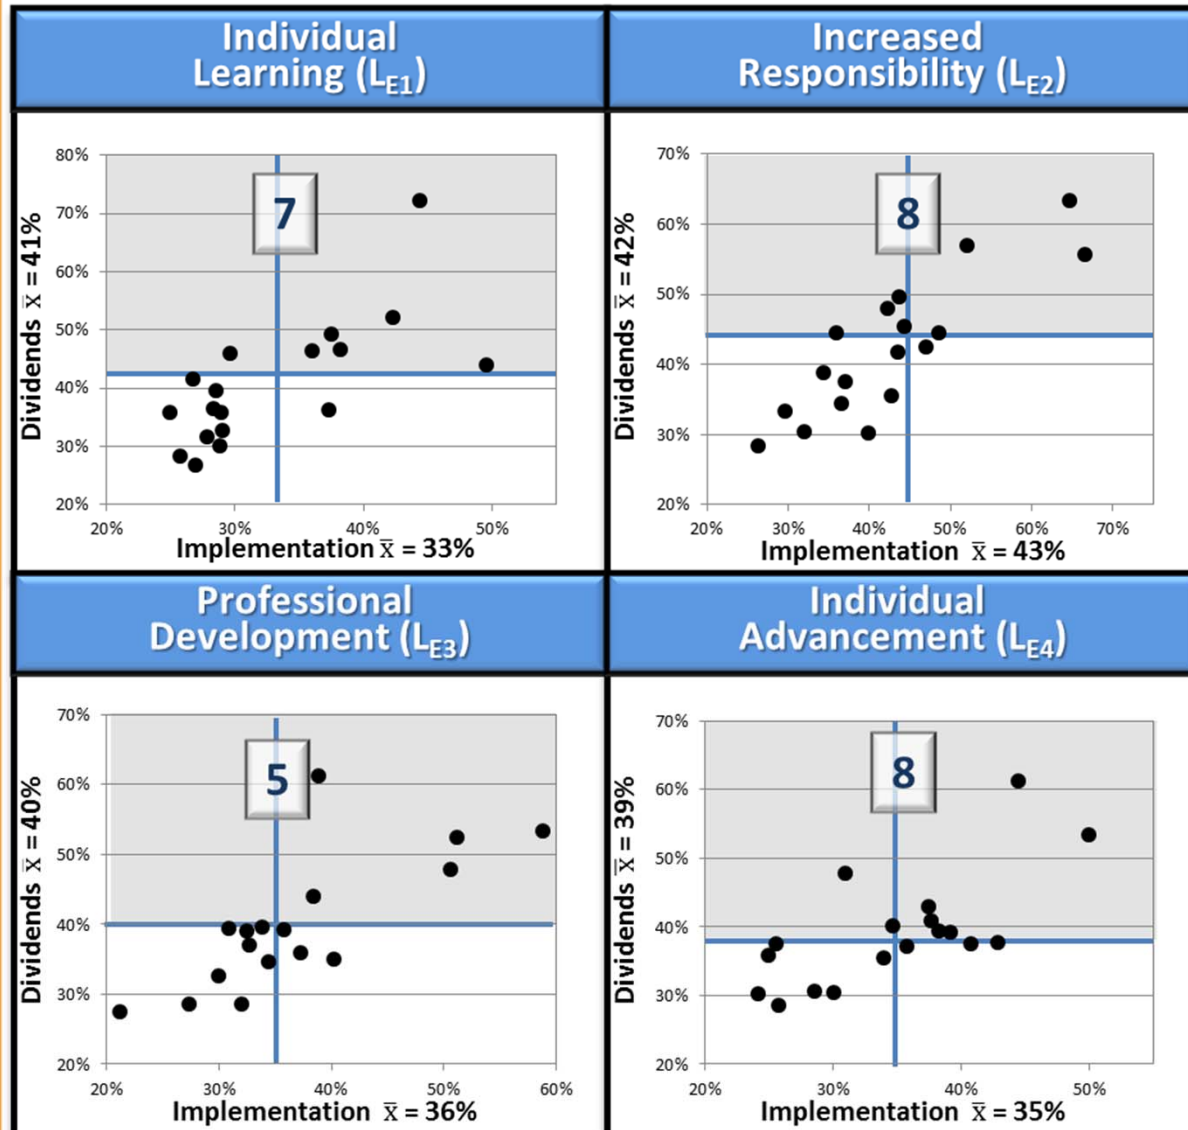 Individual
Learning (LE1)
Increased
Responsibility (LE2)
Dividends x̅ = 41%
80%
70%
60%
50%
40%
30%
20%
7
20% 30% 40% 50%
Implementation x̅ = 33%
Dividends x̅ = 42%
70%
60%
50%
40%
30%
20%
8
20% 30% 40% 50% 60% 70%
Implementation x̅ = 43%
Professional
Development (LE3)
Individual
Advancement (LE4)
Dividends x̅ = 40%
70%
60%
50%
40%
30%
20%
5
20% 30% 40% 50% 60%
Implementation x̅ = 36%
Dividends x̅ = 39%
70%
60%
50%
40%
30%
20%
8
20% 30% 40% 50%
Implementation x̅ = 35%